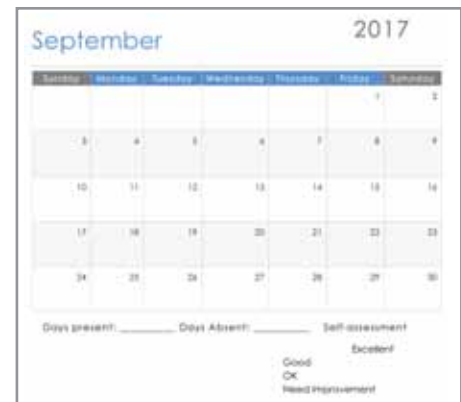 September 2017
Sunday Monday Tuesday Wednesday Thursday Friday Saturday
1 2
3 4 5 6 7 8 9
10 11 12 13 14 15 16
17 18 19 20 21 22 23
24 25 26 27 28 29 30
Days present: __________ Days Absent: __________ Self-assessment
Excellent
Good
OK
Need Improvement